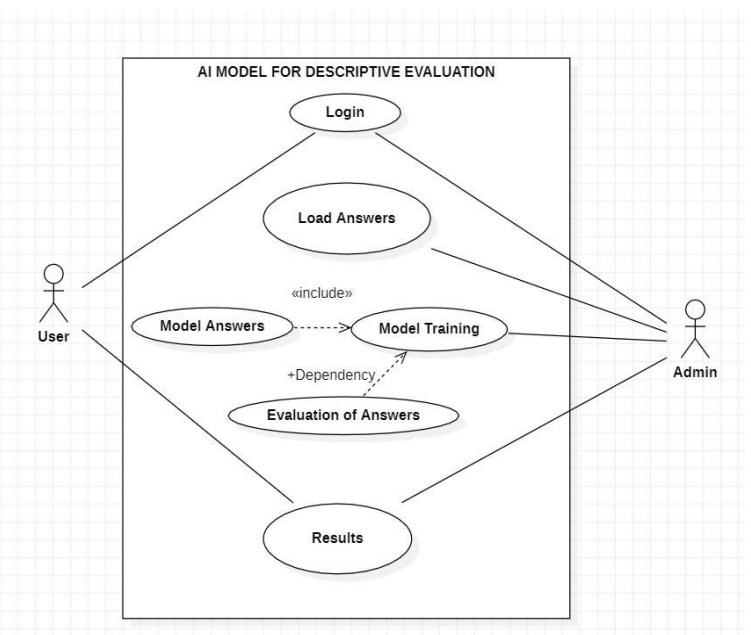 AI MODEL FOR DESCRIPTIVE EVALUATION
Login
Load Answers
«include»
Model Answers
Model Training
User
Admin
+Dependency
Evaluation of Answers
Results